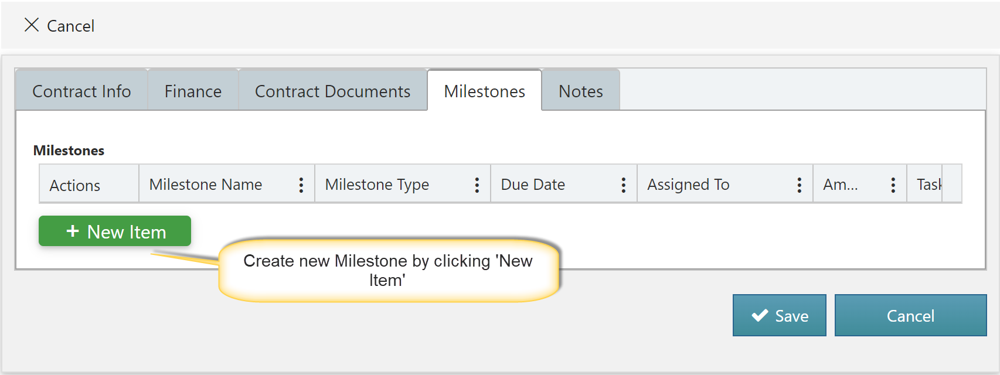 Cancel
Contract Info Finance Contract Documents Milestones Notes
Milestones
Actions Milestone Name Milestone Type Due Date Assigned To Am... Task
+ New Item
Create new Milestone by clicking 'New
Item'
Save Cancel